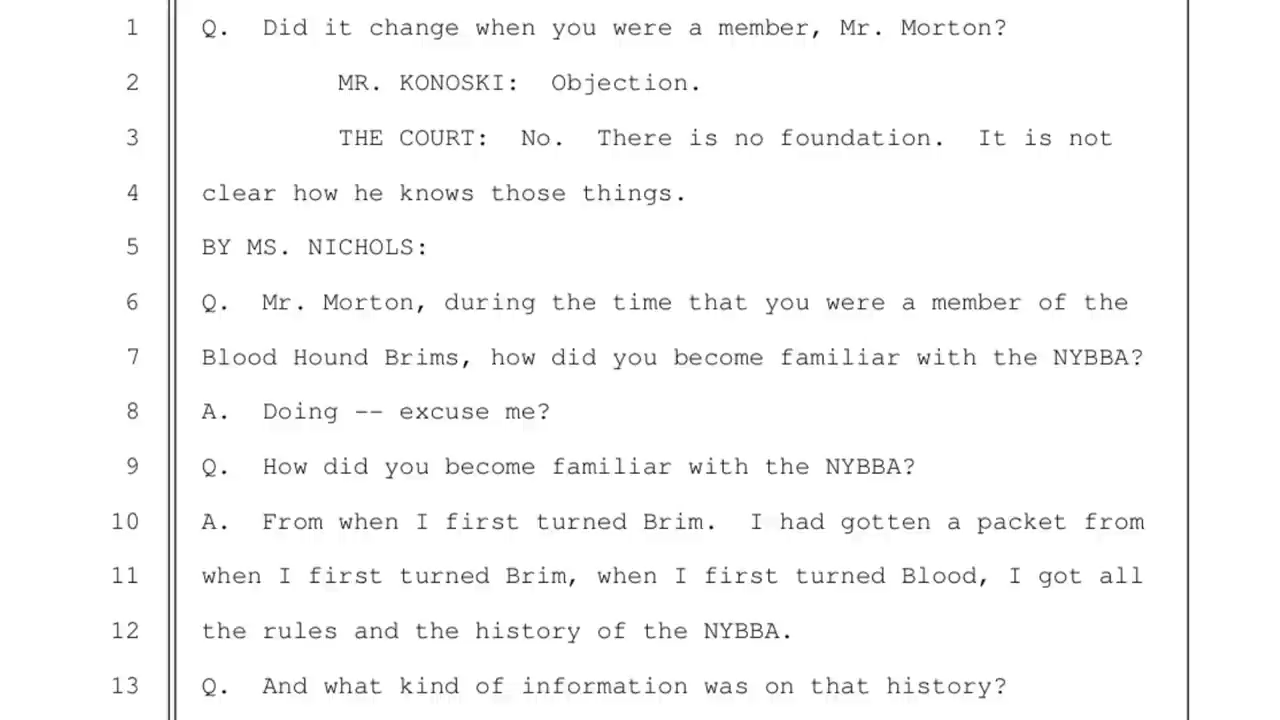 1 Q. Did it change when you were a member, Mr. Morton?
2 MR. KONOSKI: Objection.
3 THE COURT: No. There is no foundation. It is not
4 clear how he knows those things.
5 BY MS. NICHOLS:
6 Q. Mr. Morton, during the time that you were a member of the
7 Blood Hound Brims, how did you become familiar with the NYBBA?
8 A. Doing -- excuse me?
9 Q. How did you become familiar with the NYBBA?
10 A. From when I first turned Brim. I had gotten a packet from
11 when I first turned Brim, when I first turned Blood, I got all
12 the rules and the history of the NYBBA.
13 Q. And what kind of information was on that history?